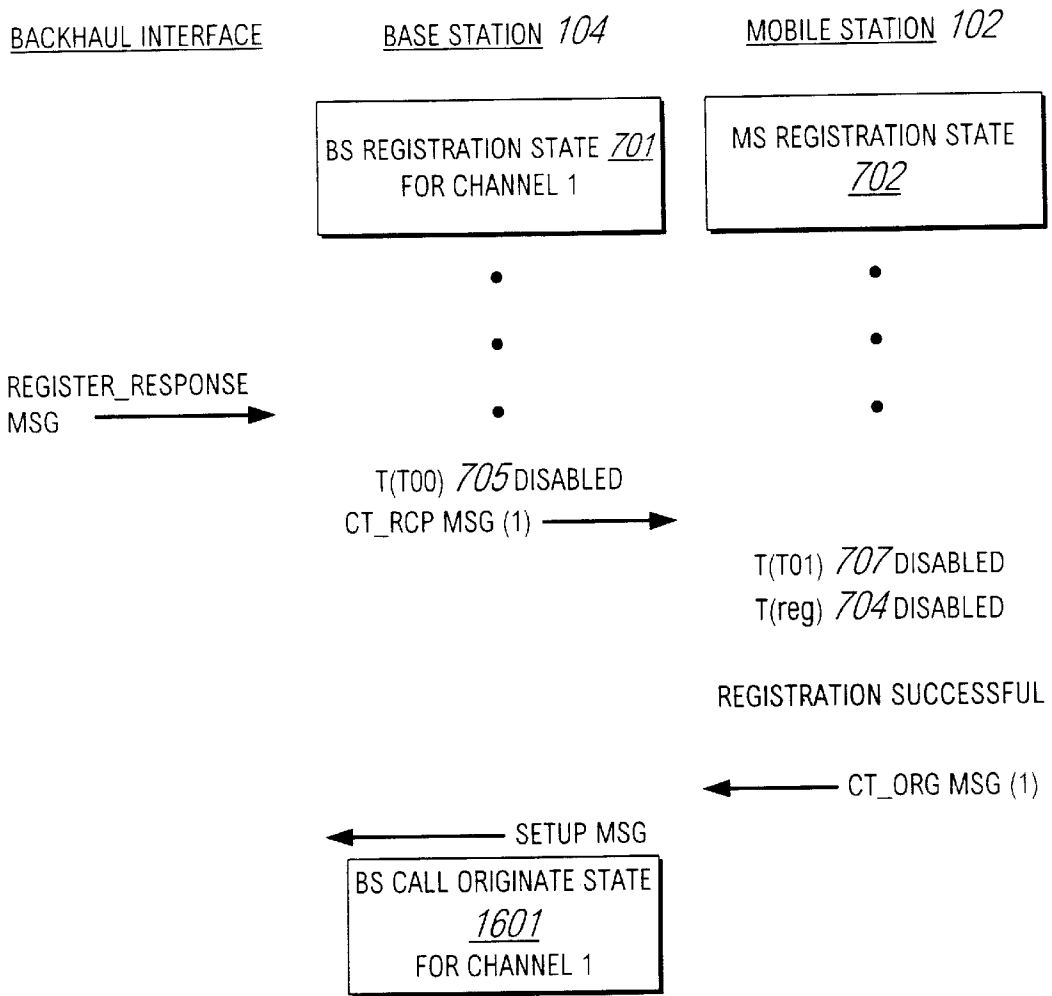 BACKHAUL INTERFACE
BASE STATION 104
MOBILE STATION 102
BS REGISTRATION STATE 701
FOR CHANNEL 1
MS REGISTRATION STATE
702
REGISTER_RESPONSE
MSG
T(T00) 705 DISABLED
CT_RCP MSG (1)
T(T01) 707 DISABLED
T(reg) 704 DISABLED
REGISTRATION SUCCESSFUL
CT_ORG MSG (1)
SETUP MSG
BS CALL ORIGINATE STATE
1601
FOR CHANNEL 1